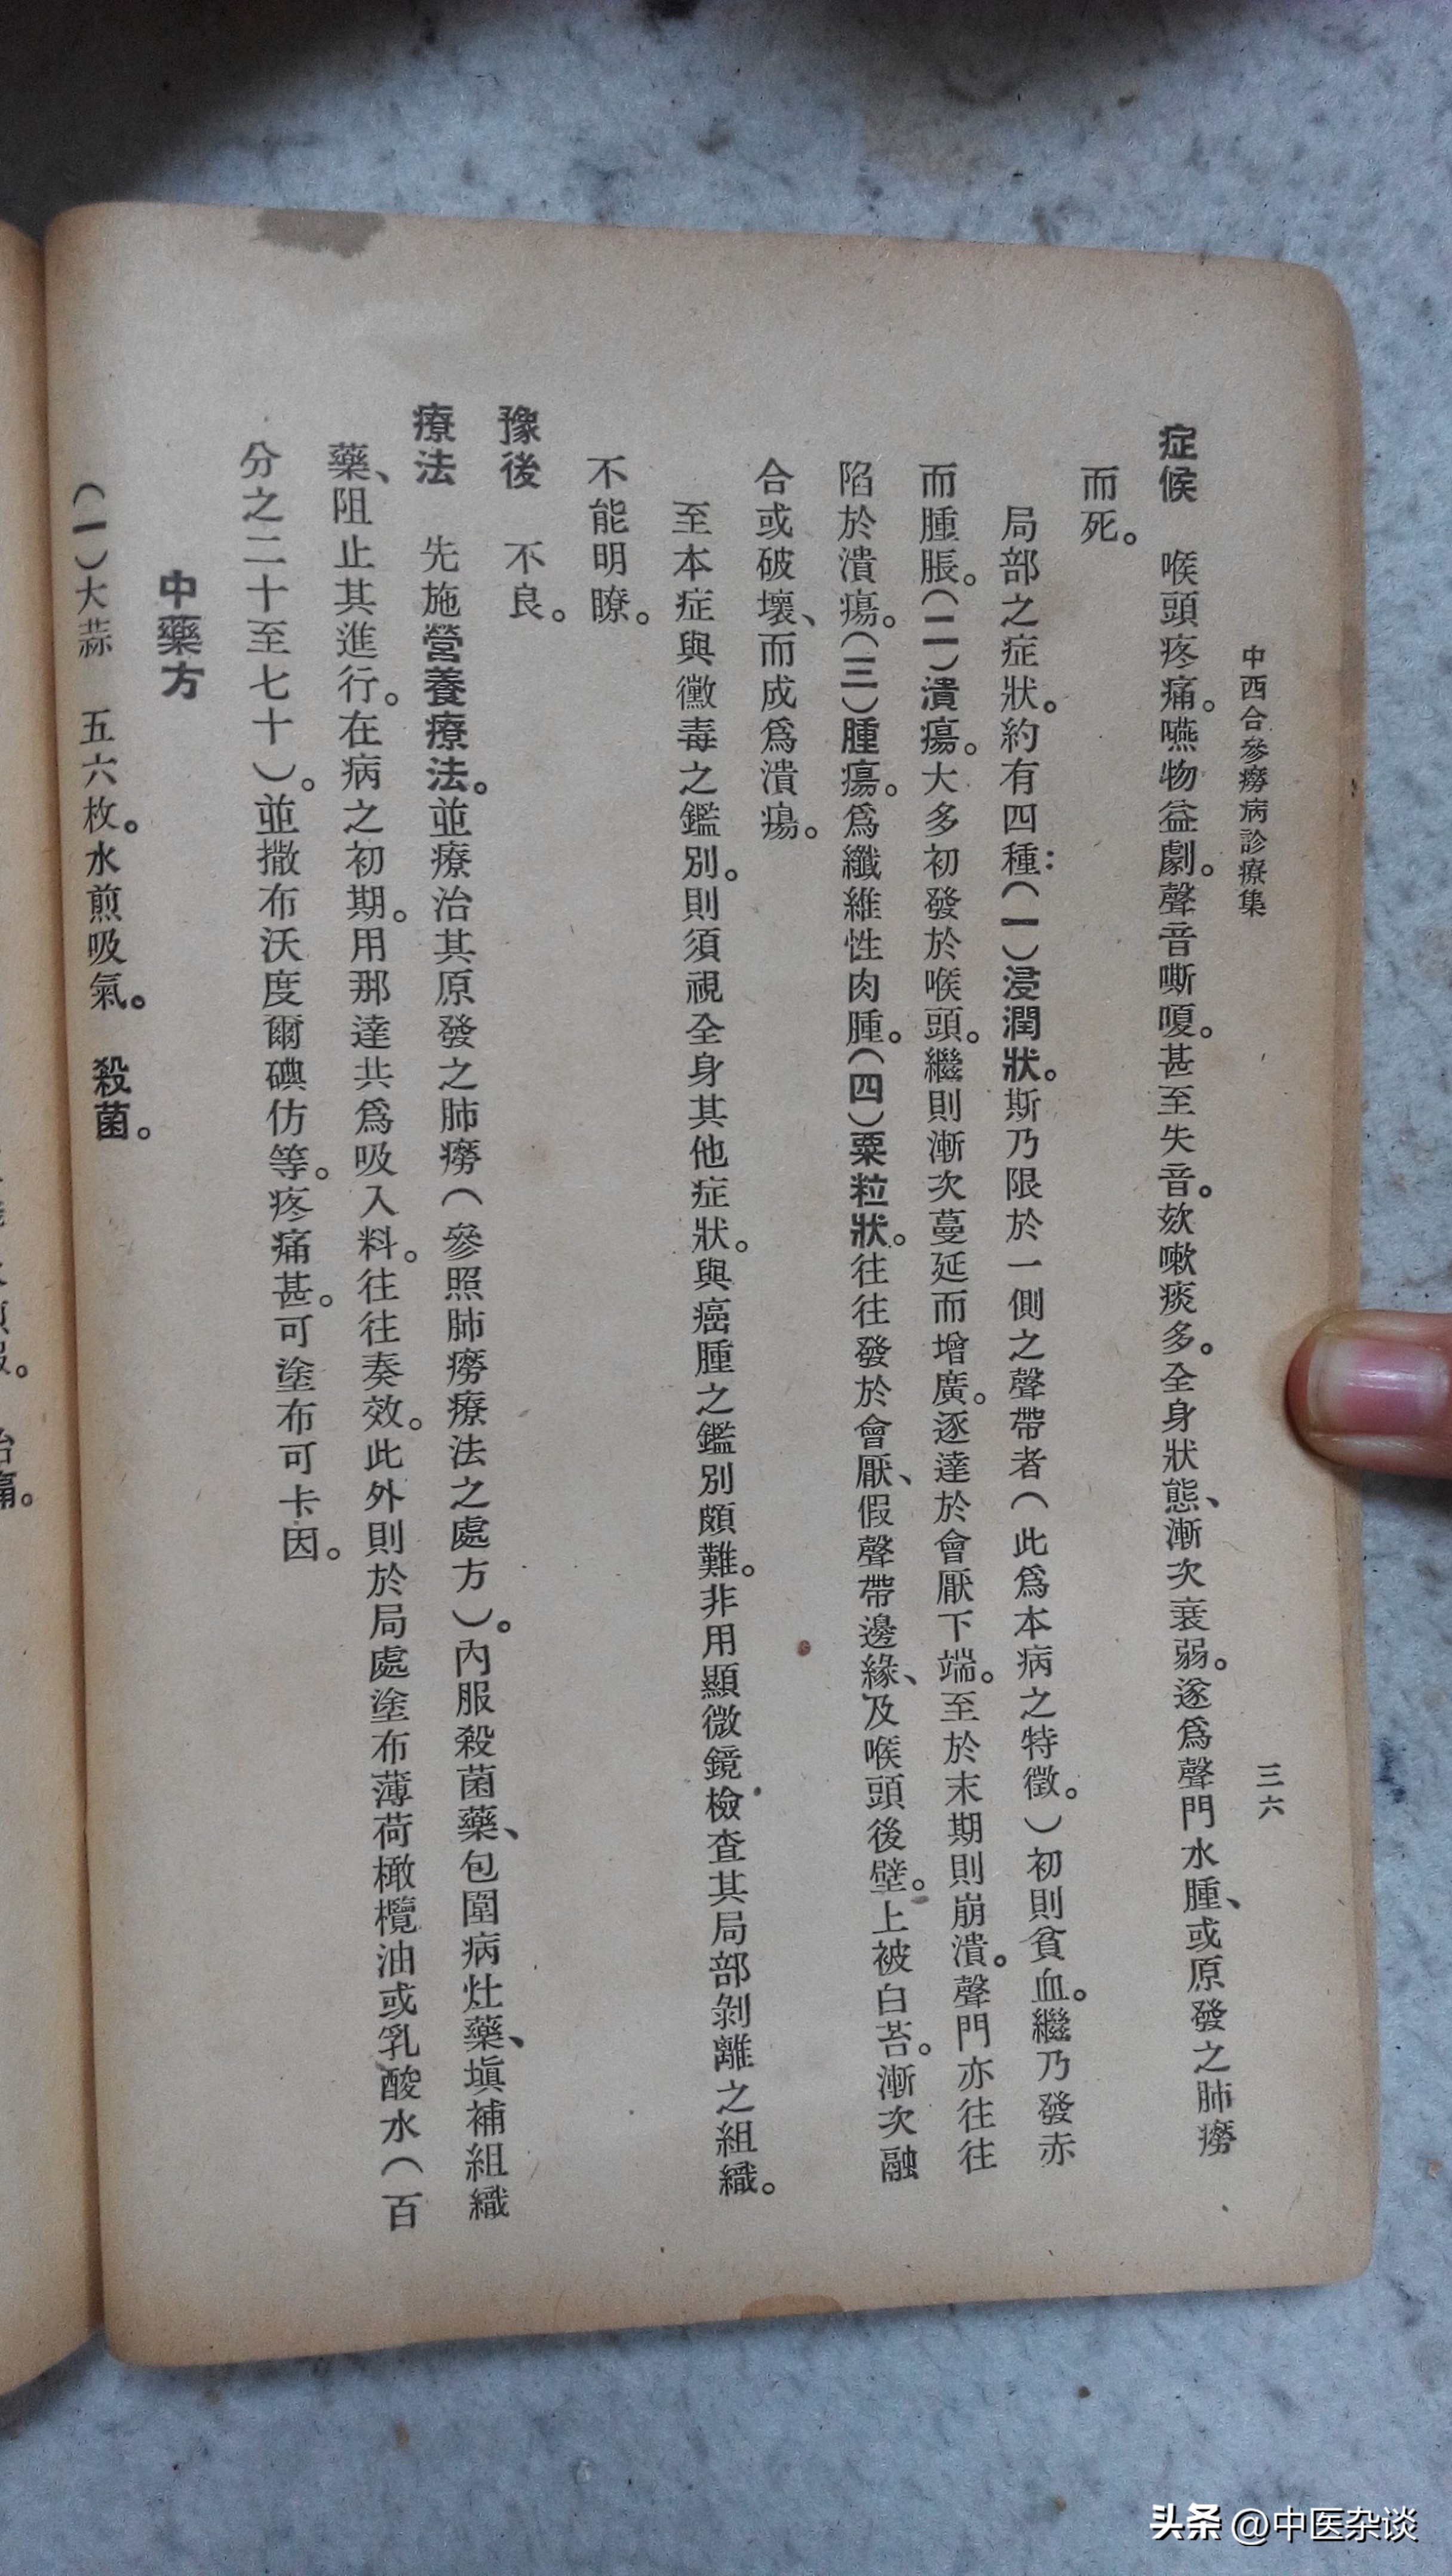 中西合參癆病診療集
三六
症候　喉頭疼痛。嚥物益劇。聲音嘶嗄。甚至失音。欬嗽痰多。全身狀態、漸次衰弱。遂爲聲門水腫、或原發之肺癆
而死。
局部之症狀。約有四種：（一）浸潤狀。斯乃限於一側之聲帶者（此爲本病之特徵。）初則貧血。繼乃發赤
而腫脹。（二）潰瘍。大多初發於喉頭。繼則漸次蔓延而增廣。逐達於會厭下端。至於末期則崩潰。聲門亦往往
陷於潰瘍。（三）腫瘍。爲纖維性肉腫。（四）粟粒狀。往往發於會厭、假聲帶邊緣、及喉頭後壁。上被白苔。漸次融
合或破壞、而成爲潰瘍。
至本症與黴毒之鑑別。則須視全身其他症狀。與癌腫之鑑別頗難。非用顯微鏡檢查其局部剝離之組織。
不能明瞭。
豫後　不良。
療法　先施營養療法。並療治其原發之肺癆（參照肺癆療法之處方）。內服殺菌藥、包圍病灶藥、塡補組織
藥、阻止其進行。在病之初期。用那達共爲吸入料。往往奏效。此外則於局處塗布薄荷橄欖油或乳酸水（百
分之二十至七十）。並撒布沃度爾碘仿等。疼痛甚。可塗布可卡因。
中藥方
（一）大蒜　五六枚。水煎吸氣。　殺菌。
头条 @中医杂谈